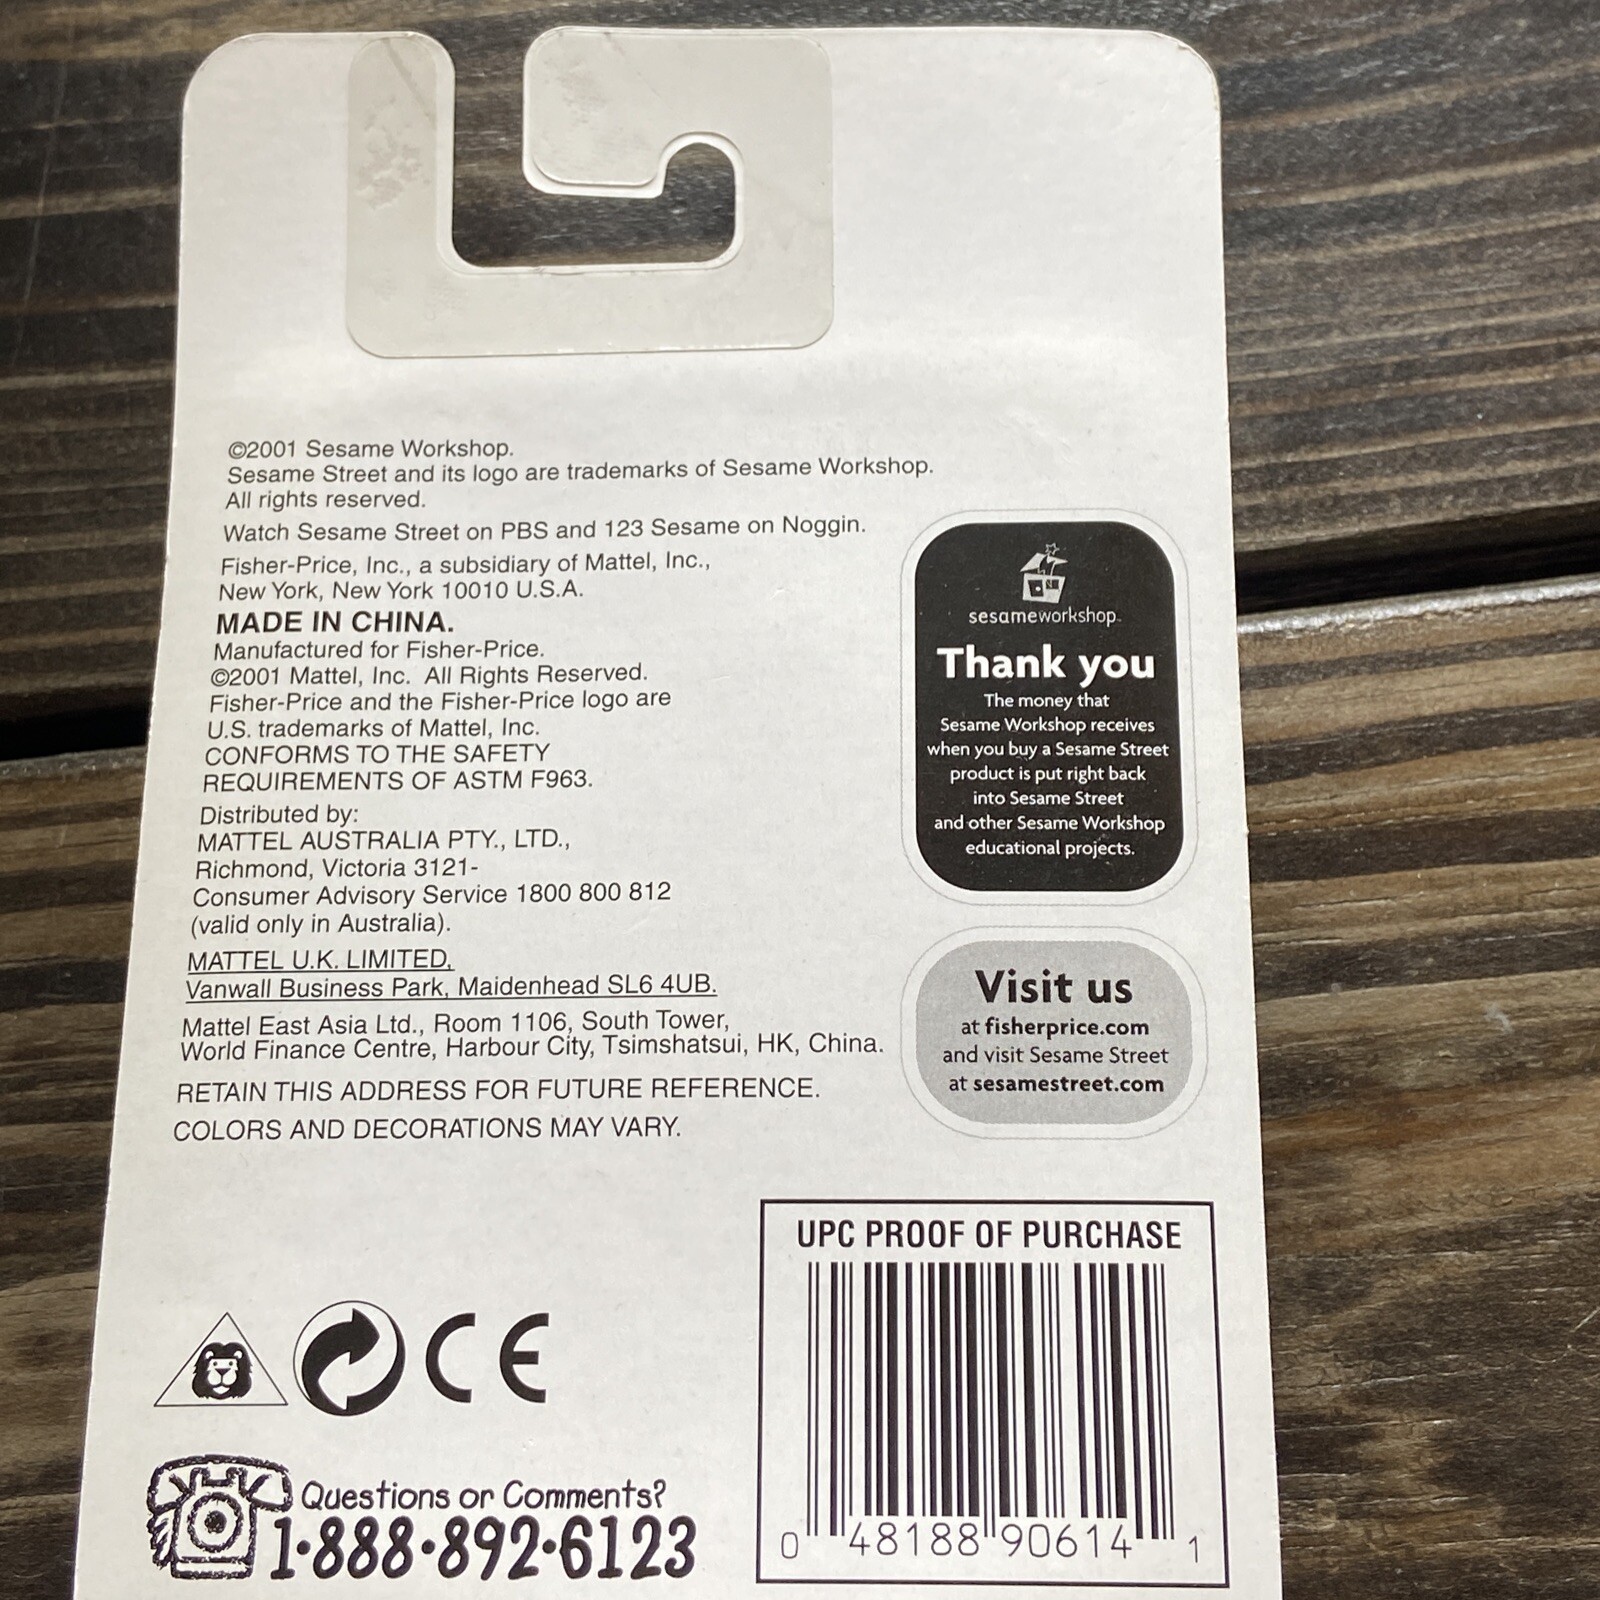 ©2001 Sesame Workshop.
Sesame Street and its logo are trademarks of Sesame Workshop.
All rights reserved.
Watch Sesame Street on PBS and 123 Sesame on Noggin.
Fisher-Price, Inc., a subsidiary of Mattel, Inc.,
New York, New York 10010 U.S.A.
MADE IN CHINA.
Manufactured for Fisher-Price.
©2001 Mattel, Inc. All Rights Reserved.
Fisher-Price and the Fisher-Price logo are
U.S. trademarks of Mattel, Inc.
CONFORMS TO THE SAFETY
REQUIREMENTS OF ASTM F963.
Distributed by:
MATTEL AUSTRALIA PTY., LTD.,
Richmond, Victoria 3121-
Consumer Advisory Service 1800 800 812
(valid only in Australia).
MATTEL U.K. LIMITED,
Vanwall Business Park, Maidenhead SL6 4UB.
Mattel East Asia Ltd., Room 1106, South Tower,
World Finance Centre, Harbour City, Tsimshatsui, HK, China.
RETAIN THIS ADDRESS FOR FUTURE REFERENCE.
COLORS AND DECORATIONS MAY VARY.
sesameworkshop
Thank you
The money that
Sesame Workshop receives
when you buy a Sesame Street
product is put right back
into Sesame Street
and other Sesame Workshop
educational projects.
Visit us
at fisherprice.com
and visit Sesame Street
at sesamestreet.com
UPC PROOF OF PURCHASE
0 48188 90614 1
CE
Questions or Comments?
1-888-892-6123